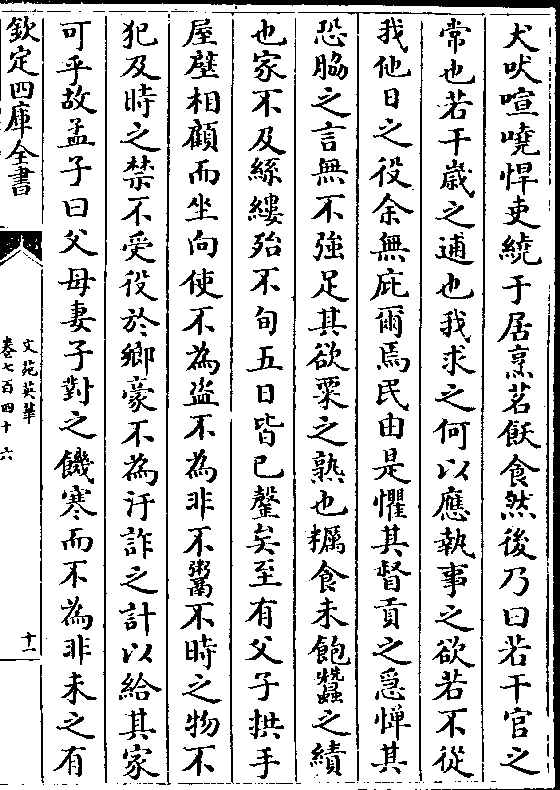 犬吠喧嘵悍吏繞于居烹茗飫食然後乃曰若干官之
常也若干歲之逋也我求之何以應執事之欲若不從
我他日之役余無庇爾焉民由是懼其督貢之急憚其
恐脇之言無不強足其欲粟之熟也糲食未飽蠶之績
也家不及絲縷殆不旬五日皆已罄矣至有父子拱手
屋壁相顧而坐向使不為盗不為非不鬻不時之物不
犯及時之禁不受役於鄉豪不為汙詐之計以給其家
可乎故孟子曰父母妻子對之饑寒而不為非未之有
欽定四庫全書
文苑英華
卷七百四十六
十一